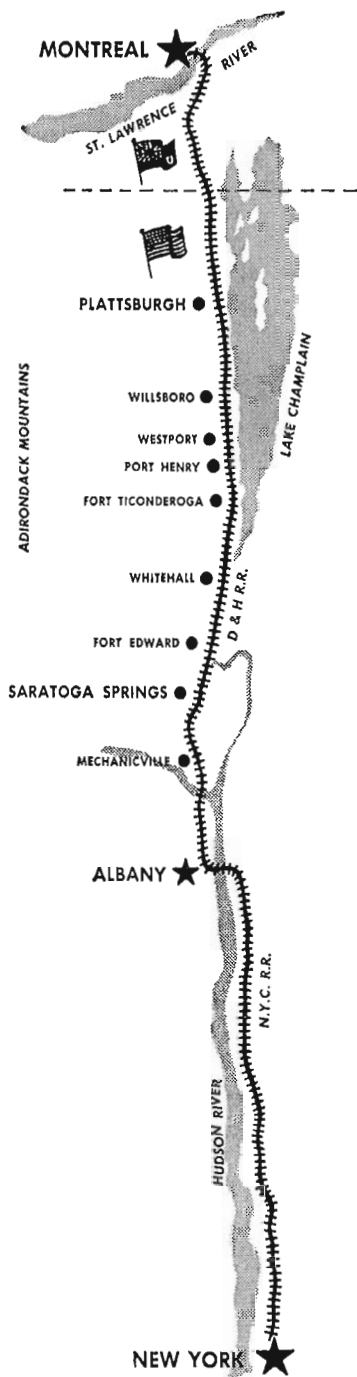 MONTREAL
RIVER
ST. LAWRENCE
PLATTSBURGH
LAKE CHAMPLAIN
WILLSBORO
ADIRONDACK MOUNTAINS
WESTPORT
PORT HENRY
FORT TICONDEROGA
WHITEHALL
D & H R.R.
FORT EDWARD
SARATOGA SPRINGS
MECHANICVILLE
ALBANY
N.Y.C. R.R.
HUDSON RIVER
NEW YORK